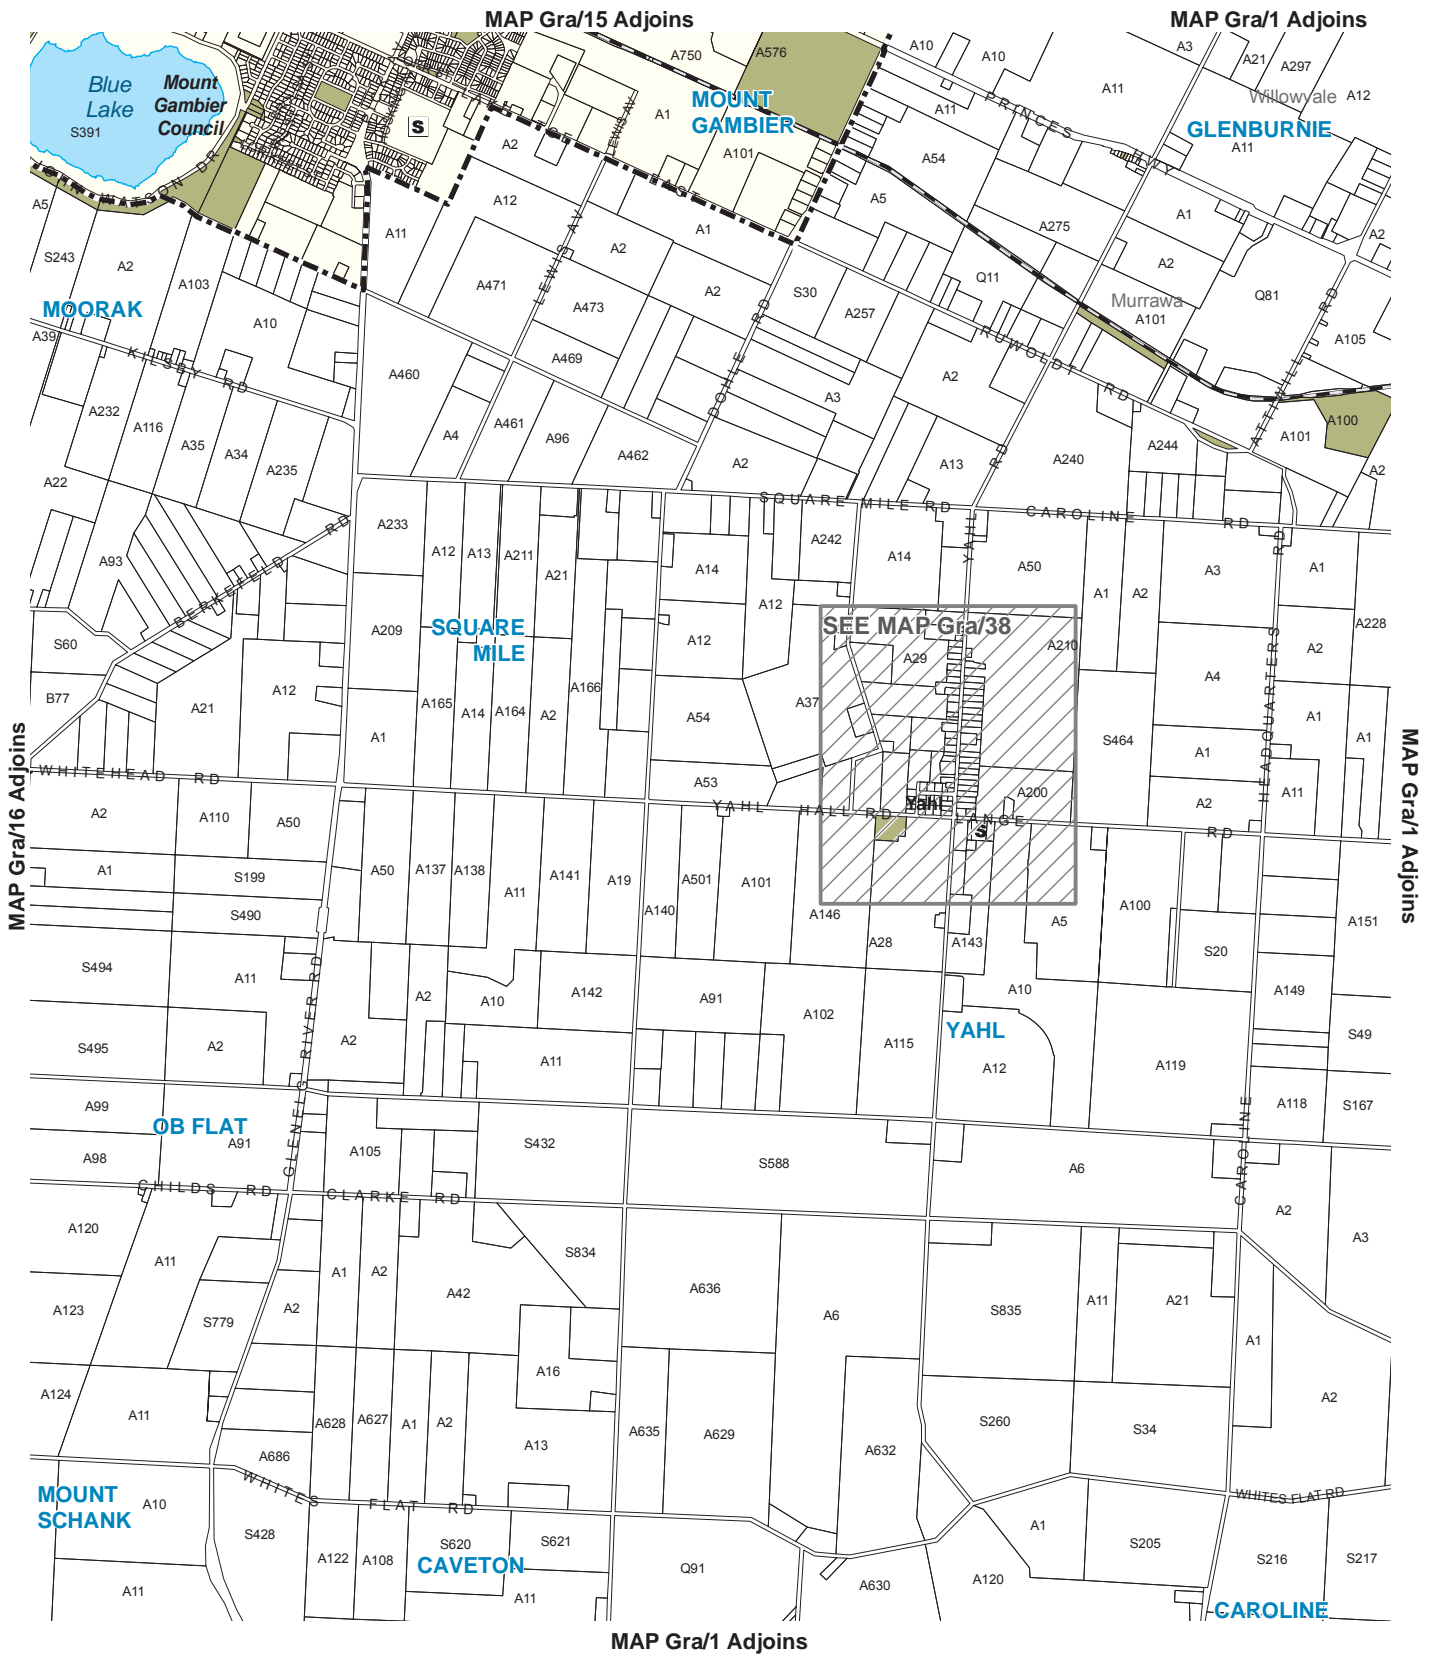 MAP Gra/15 Adjoins
MAP Gra/1 Adjoins
A750
A576
A10
A10
A3
A21
A297
Blue
Lake
S391
Mount
Gambier
Council
S
A1
MOUNT
GAMBIER
A101
LEWIS AV
A11
A11
PRINCES
HWY
Willowvale
A12
GLENBURNIE
A11
A2
A54
A5
A12
A5
A11
S243
A2
A103
A1
A2
A275
A1
A2
A2
LEWIS AV
A471
A473
A2
S30
A257
Q11
Murrawa
A101
Q81
MOORAK
A39
A10
KILSBY RD
A460
A469
DOHLE RD
RUWOLDT RD
A105
ATTIWILL RD
A2
A3
A232
A116
A35
A34
A235
A4
A461
A96
A462
A2
A13
RD
A240
A244
A101
A100
A2
A22
SQUARE MILE RD
CAROLINE RD
A93
BERKEFELD RD
A233
A12
A13
A211
A21
A14
A242
A14
YAHL
A50
A1
A2
A3
RD
A1
A12
S60
A209
SQUARE
MILE
A12
SEE MAP Gra/38
A29
A210
A228
A2
B77
A21
A12
A165
A14
A164
A2
A166
A54
A37
A4
HEADQUARTERS
A1
A1
A1
S464
A1
MAP Gra/16 Adjoins
MAP Gra/1 Adjoins
WHITEHEAD RD
A53
A200
A2
A11
YAHL HALL RD
Yahl
TANGE
RD
S
A2
A110
A50
A1
S199
S490
A50
A137
A138
A11
A141
A19
A140
A501
A101
A146
A28
A143
A5
A100
S20
A151
S494
A11
A2
A10
A142
A91
A102
A10
A149
S49
YAHL
S495
A2
GLENELG RIVER RD
A2
A11
A115
A12
A119
A99
OB FLAT
A91
A98
A105
S432
S588
A6
CAROLINE
A118
S167
CHILDS RD
CLARKE RD
A120
A11
A1
A2
A42
S834
A636
A6
S835
A11
A21
A2
A3
A123
S779
A2
A1
A124
A11
A16
A2
A628
A627
A1
A2
A13
A635
A629
A632
S260
S34
A686
WHITES FLAT RD
WHITES FLAT RD
MOUNT
SCHANK
A10
S428
A122
A108
S620
S621
CAVETON
A11
A11
Q91
A630
A120
A1
S205
S216
S217
CAROLINE
MAP Gra/1 Adjoins